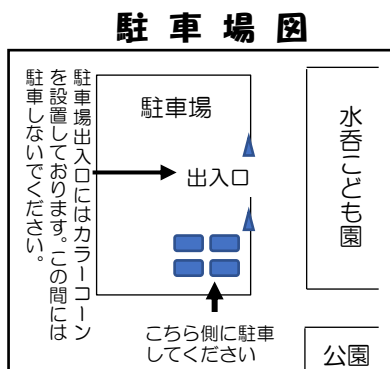 駐車場図
駐車場出入口にはカラーコーン
を設置しております。この間には
駐車しないでください。
駐車場
出入口
水呑こども園
こちら側に駐車
してください
公園